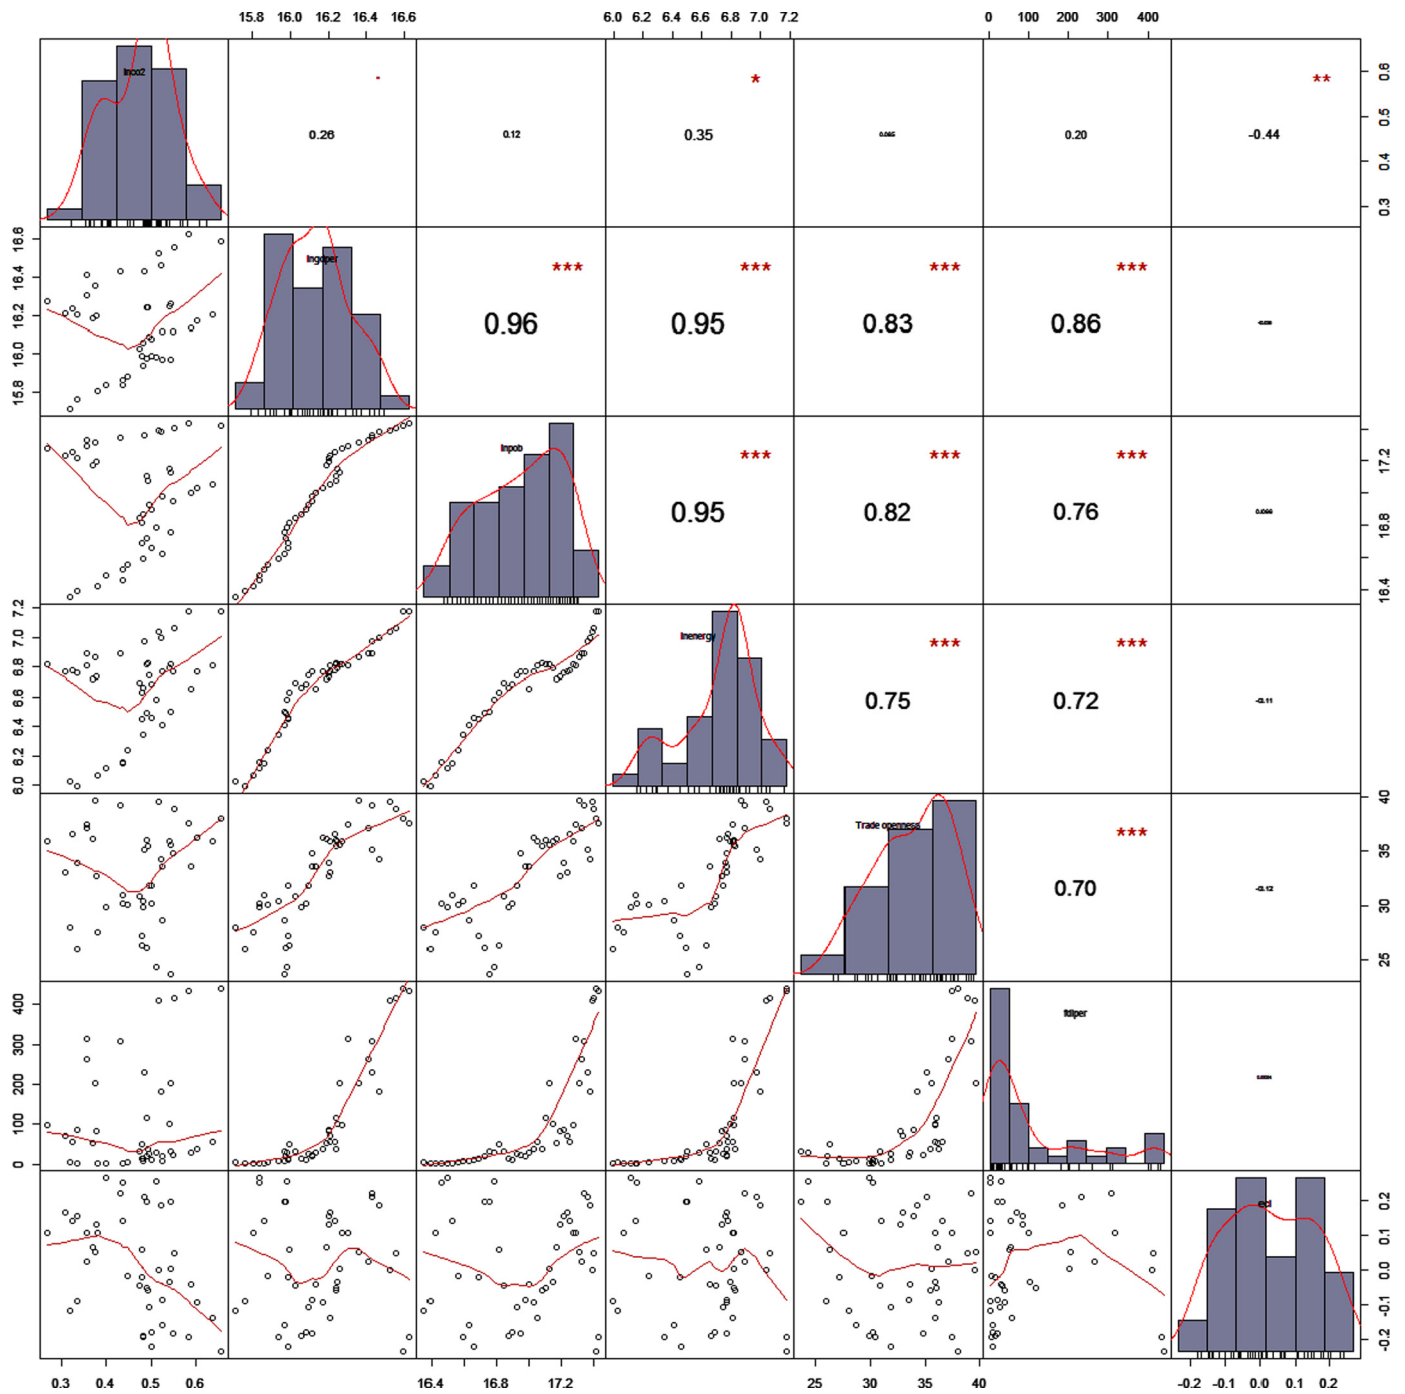 15.8 16.0 16.2 16.4 16.6 6.0 6.2 6.4 6.6 6.8 7.0 7.2 0 100 200 300 400
lnco2 . * **
0.26 0.12 0.35 0.20 -0.44
0.3 0.4 0.5 0.6
15.8 16.0 16.2 16.4 16.6
lngdper *** *** *** ***
0.96 0.95 0.83 0.86
lnpob *** *** ***
0.95 0.82 0.76
16.4 16.8 17.2
6.0 6.2 6.4 6.6 6.8 7.0 7.2
lnenergy *** ***
0.75 0.72 -0.11
Trade openness ***
0.70 -0.12
25 30 35 40
0 100 200 300 400
fdiper
eci
-0.2 -0.1 0.0 0.1 0.2
0.3 0.4 0.5 0.6 16.4 16.8 17.2 25 30 35 40 -0.2 -0.1 0.0 0.1 0.2